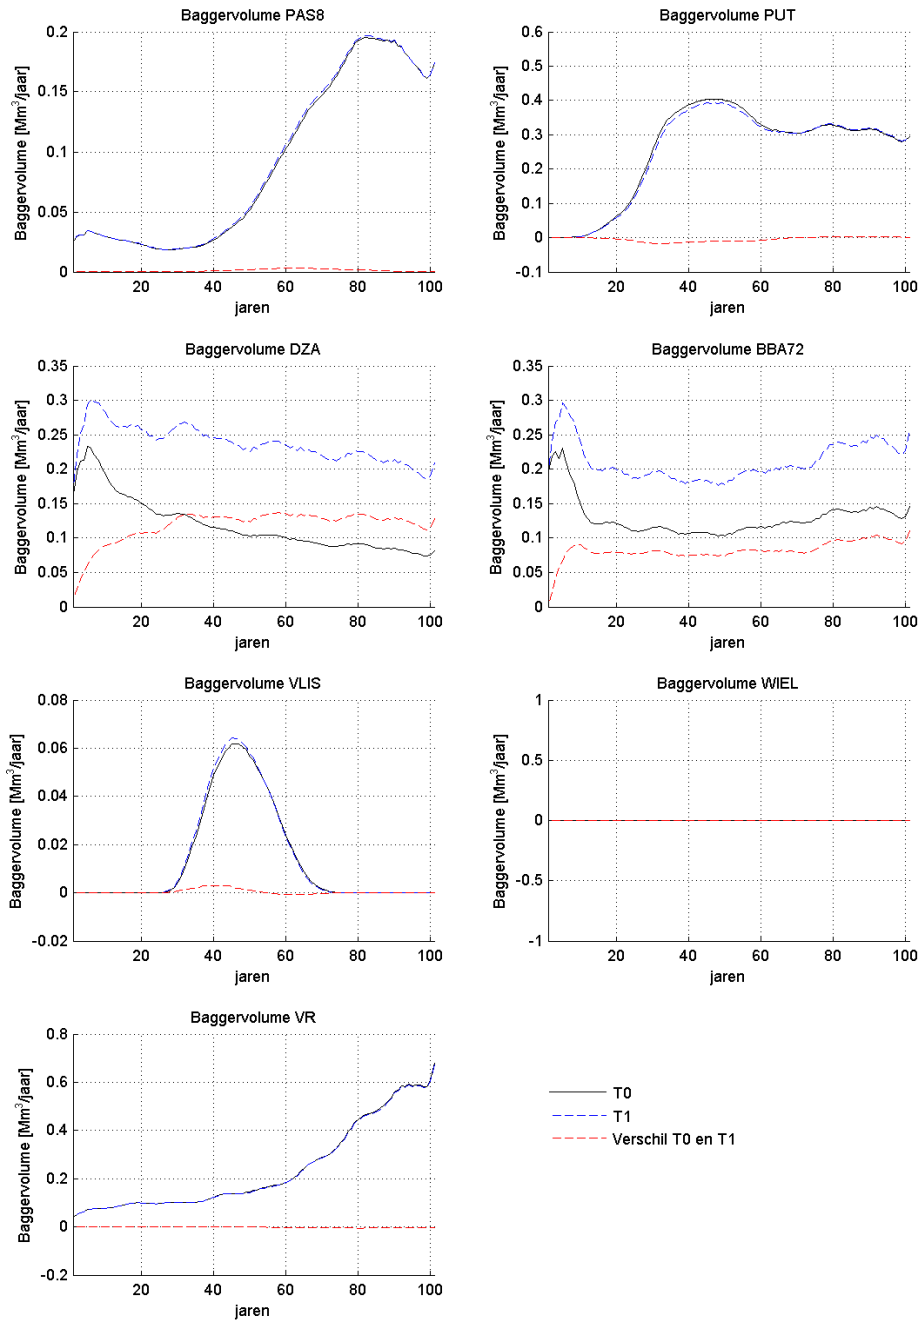 Baggervolume PAS8
Baggervolume [Mm³/jaar]
0.2
0.15
0.1
0.05
0
20 40 60 80 100
jaren
Baggervolume PUT
Baggervolume [Mm³/jaar]
0.6
0.5
0.4
0.3
0.2
0.1
0
-0.1
20 40 60 80 100
jaren
Baggervolume DZA
Baggervolume [Mm³/jaar]
0.35
0.3
0.25
0.2
0.15
0.1
0.05
0
20 40 60 80 100
jaren
Baggervolume BBA72
Baggervolume [Mm³/jaar]
0.35
0.3
0.25
0.2
0.15
0.1
0.05
0
20 40 60 80 100
jaren
Baggervolume VLIS
Baggervolume [Mm³/jaar]
0.08
0.06
0.04
0.02
0
-0.02
20 40 60 80 100
jaren
Baggervolume WIEL
Baggervolume [Mm³/jaar]
1
0.5
0
-0.5
-1
20 40 60 80 100
jaren
Baggervolume VR
Baggervolume [Mm³/jaar]
0.8
0.6
0.4
0.2
0
-0.2
20 40 60 80 100
jaren
T0
T1
Verschil T0 en T1